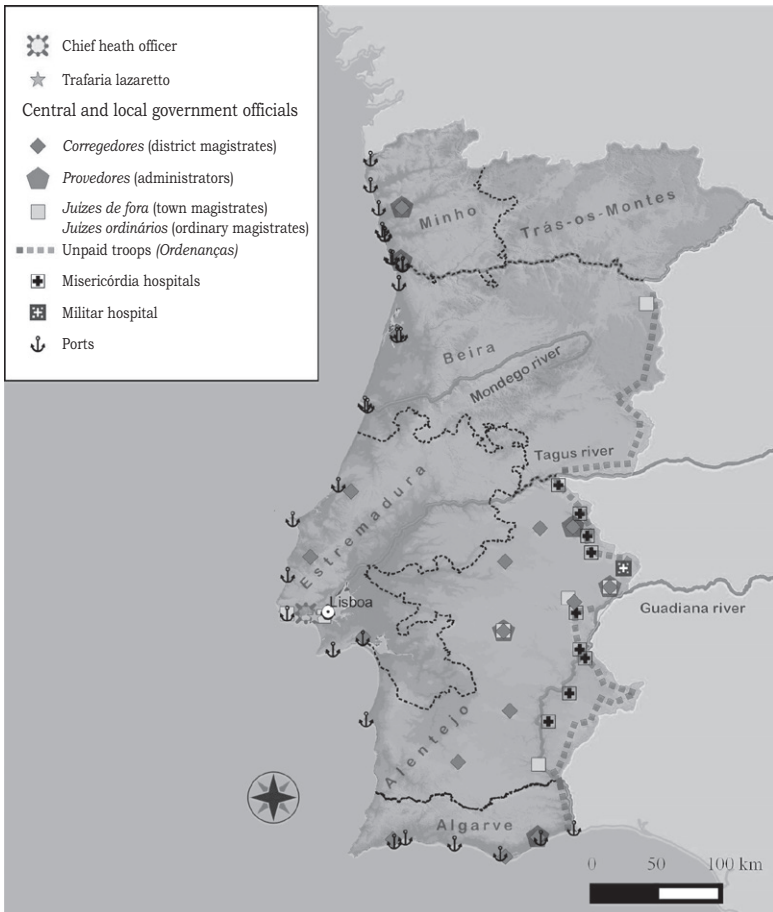 Chief heath officer
Trafaria lazaretto
Central and local government officials
Corregedores (district magistrates)
Provedores (administrators)
Juizes de fora (town magistrates)
Juizos ordinários (ordinary magistrates)
Unpaid troops (Ordenanças)
Misericórdia hospitals
Militar hospital
Ports
Minho
Trás-os-Montes
Beira
Mondego river
Tagus river
Estremadura
Lisboa
Guadiana river
Alentejo
Algarve
0 50 100 km